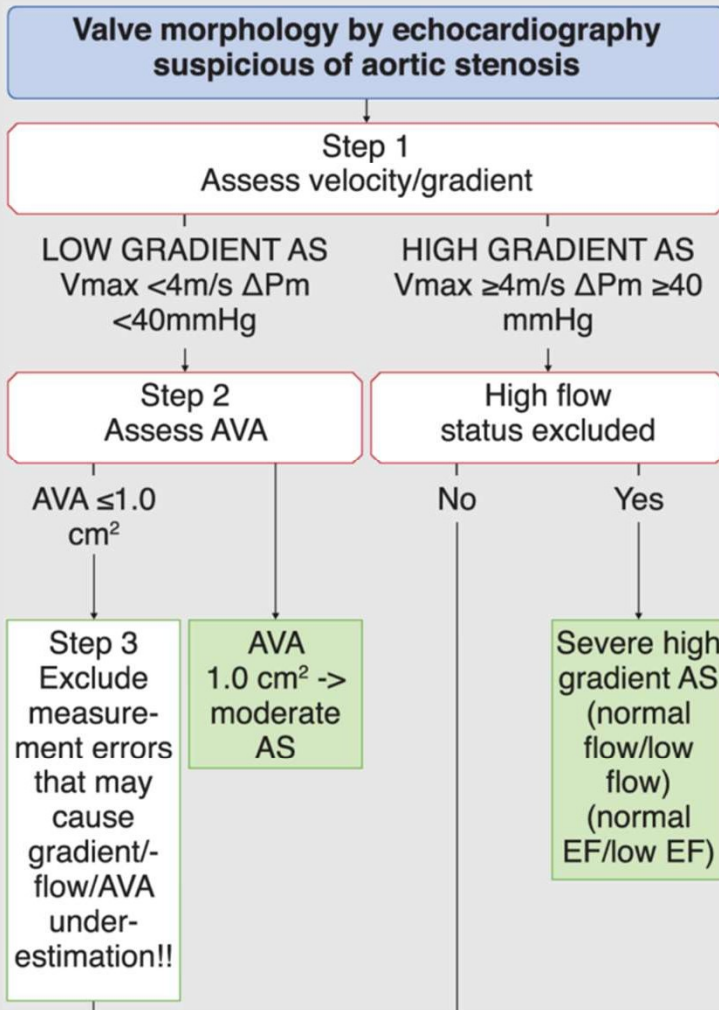 Valve morphology by echocardiography
suspicious of aortic stenosis
Step 1
Assess velocity/gradient
LOW GRADIENT AS
Vmax <4m/s ΔPm
<40mmHg
HIGH GRADIENT AS
Vmax ≥4m/s ΔPm ≥40
mmHg
Step 2
Assess AVA
High flow
status excluded
AVA ≤1.0
cm²
No
Yes
Step 3
Exclude
measure-
ment errors
that may
cause
gradient/-
flow/AVA
under-
estimation!!
AVA
1.0 cm² ->
moderate
AS
Severe high
gradient AS
(normal
flow/low
flow)
(normal
EF/low EF)